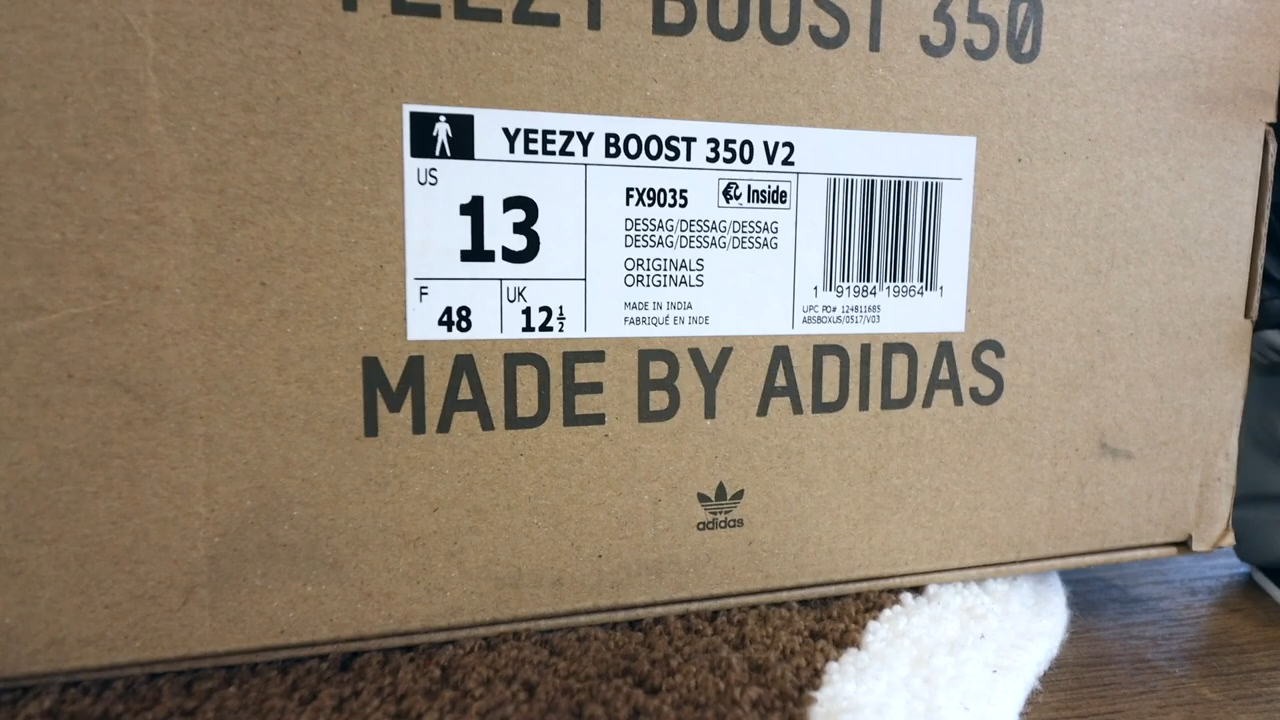 YEEZY BOOST 350
YEEZY BOOST 350 V2
US
13
F
48
UK
12½
FX9035
Inside
DESSAG/DESSAG/DESSAG
DESSAG/DESSAG/DESSAG
ORIGINALS
ORIGINALS
MADE IN INDIA
FABRIQUÉ EN INDE
1 91984 19964 1
UPC PO# 124811685
ABSBOXUS/0517/V03
MADE BY ADIDAS
adidas